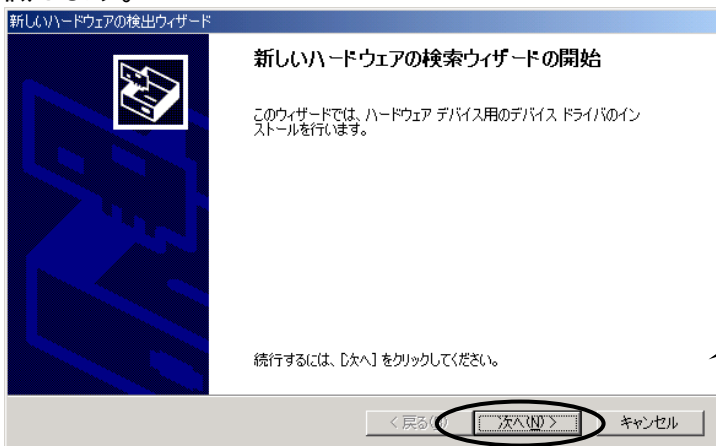 新しいハードウェアの検出ウィザード
新しいハードウェアの検索ウィザードの開始
このウィザードでは、ハードウェア デバイス用のデバイス ドライバのイン
ストールを行います。
続行するには、[次へ] をクリックしてください。
< 戻る(
次へ(N) >
キャンセル